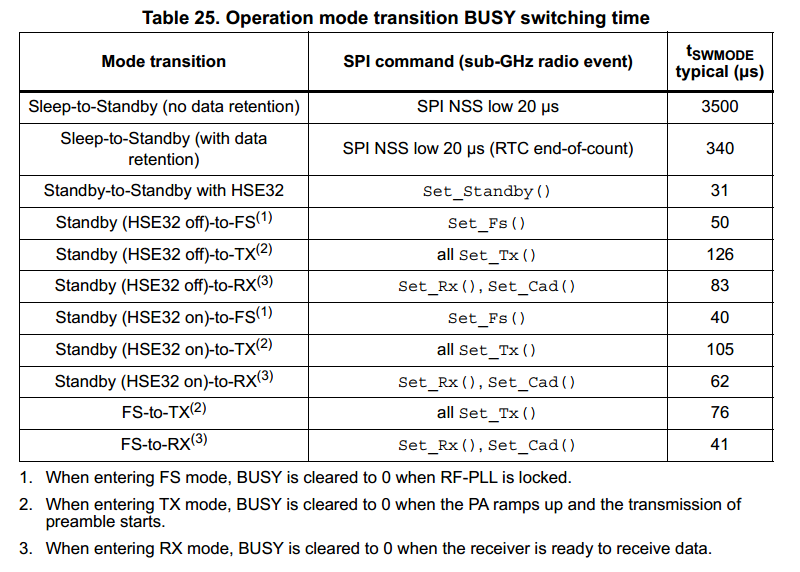 Table 25. Operation mode transition BUSY switching time
Mode transition SPI command (sub-GHz radio event) tSWMODE typical (µs)
Sleep-to-Standby (no data retention) SPI NSS low 20 µs 3500
Sleep-to-Standby (with data retention) SPI NSS low 20 µs (RTC end-of-count) 340
Standby-to-Standby with HSE32 Set_Standby() 31
Standby (HSE32 off)-to-FS(1) Set_Fs() 50
Standby (HSE32 off)-to-TX(2) all Set_Tx() 126
Standby (HSE32 off)-to-RX(3) Set_Rx(), Set_Cad() 83
Standby (HSE32 on)-to-FS(1) Set_Fs() 40
Standby (HSE32 on)-to-TX(2) all Set_Tx() 105
Standby (HSE32 on)-to-RX(3) Set_Rx(), Set_Cad() 62
FS-to-TX(2) all Set_Tx() 76
FS-to-RX(3) Set_Rx(), Set_Cad() 41
1. When entering FS mode, BUSY is cleared to 0 when RF-PLL is locked.
2. When entering TX mode, BUSY is cleared to 0 when the PA ramps up and the transmission of
preamble starts.
3. When entering RX mode, BUSY is cleared to 0 when the receiver is ready to receive data.